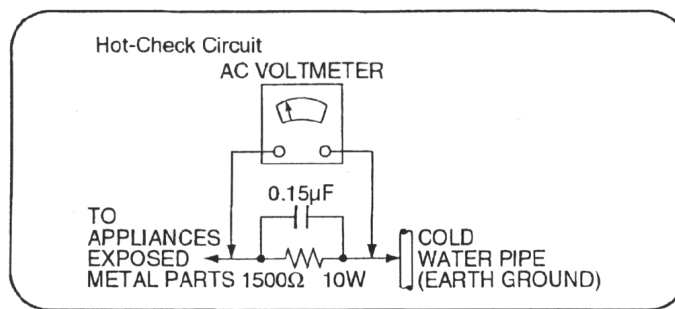 Hot-Check Circuit
AC VOLTMETER
0.15µF
TO
APPLIANCES
EXPOSED
METAL PARTS
1500Ω 10W
COLD
WATER PIPE
(EARTH GROUND)